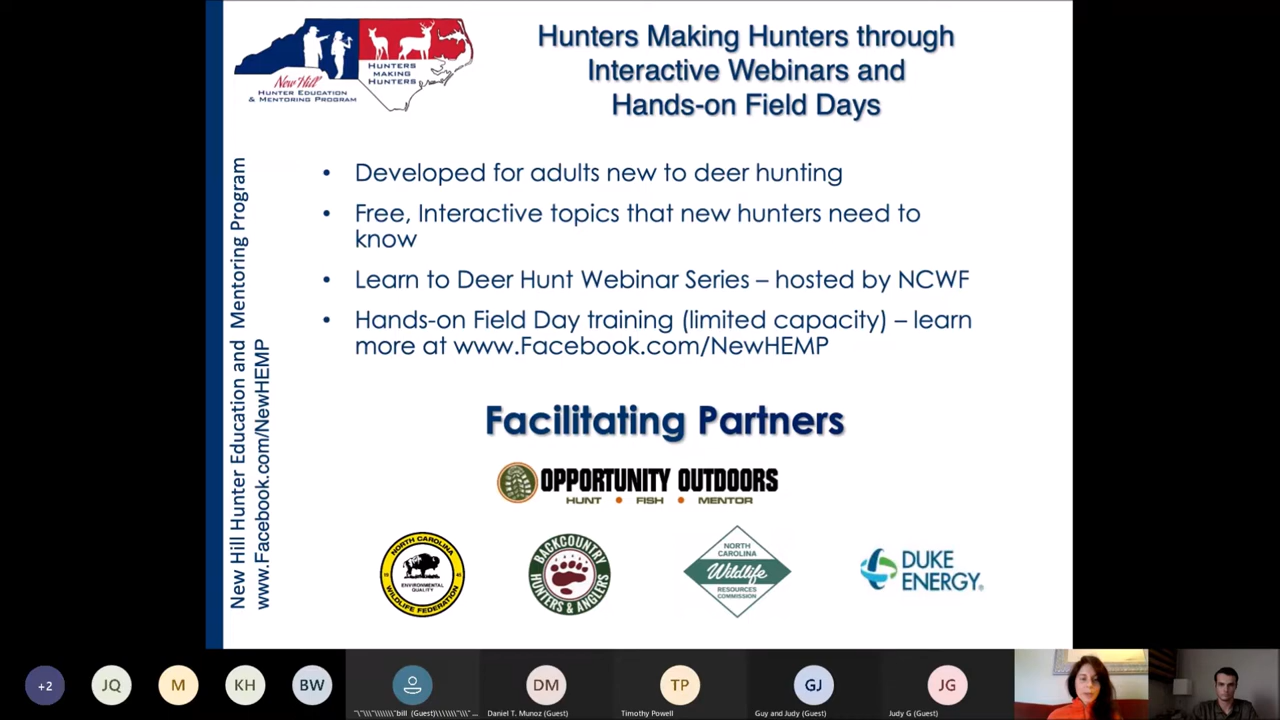 Hunters Making Hunters through
Interactive Webinars and
Hands-on Field Days
New Hill
HUNTER EDUCATION
& MENTORING PROGRAM
HUNTERS
MAKING
HUNTERS
New Hill Hunter Education and Mentoring Program
www.Facebook.com/NewHEMP
• Developed for adults new to deer hunting
• Free, Interactive topics that new hunters need to
know
• Learn to Deer Hunt Webinar Series – hosted by NCWF
• Hands-on Field Day training (limited capacity) – learn
more at www.Facebook.com/NewHEMP
Facilitating Partners
OPPORTUNITY OUTDOORS
HUNT • FISH • MENTOR
NORTH CAROLINA
ENVIRONMENTAL
QUALITY
WILDLIFE FEDERATION
BACKCOUNTRY
HUNTERS & ANGLERS
NORTH
CAROLINA
Wildlife
RESOURCES
COMMISSION
DUKE
ENERGY
+2
JQ
M
KH
BW
DM
TP
GJ
JG
"\"\\"\\\\\\\"bill (Guest)\\\\\\\"\\\" ...
Daniel T. Munoz (Guest)
Timothy Powell
Guy and Judy (Guest)
Judy G (Guest)